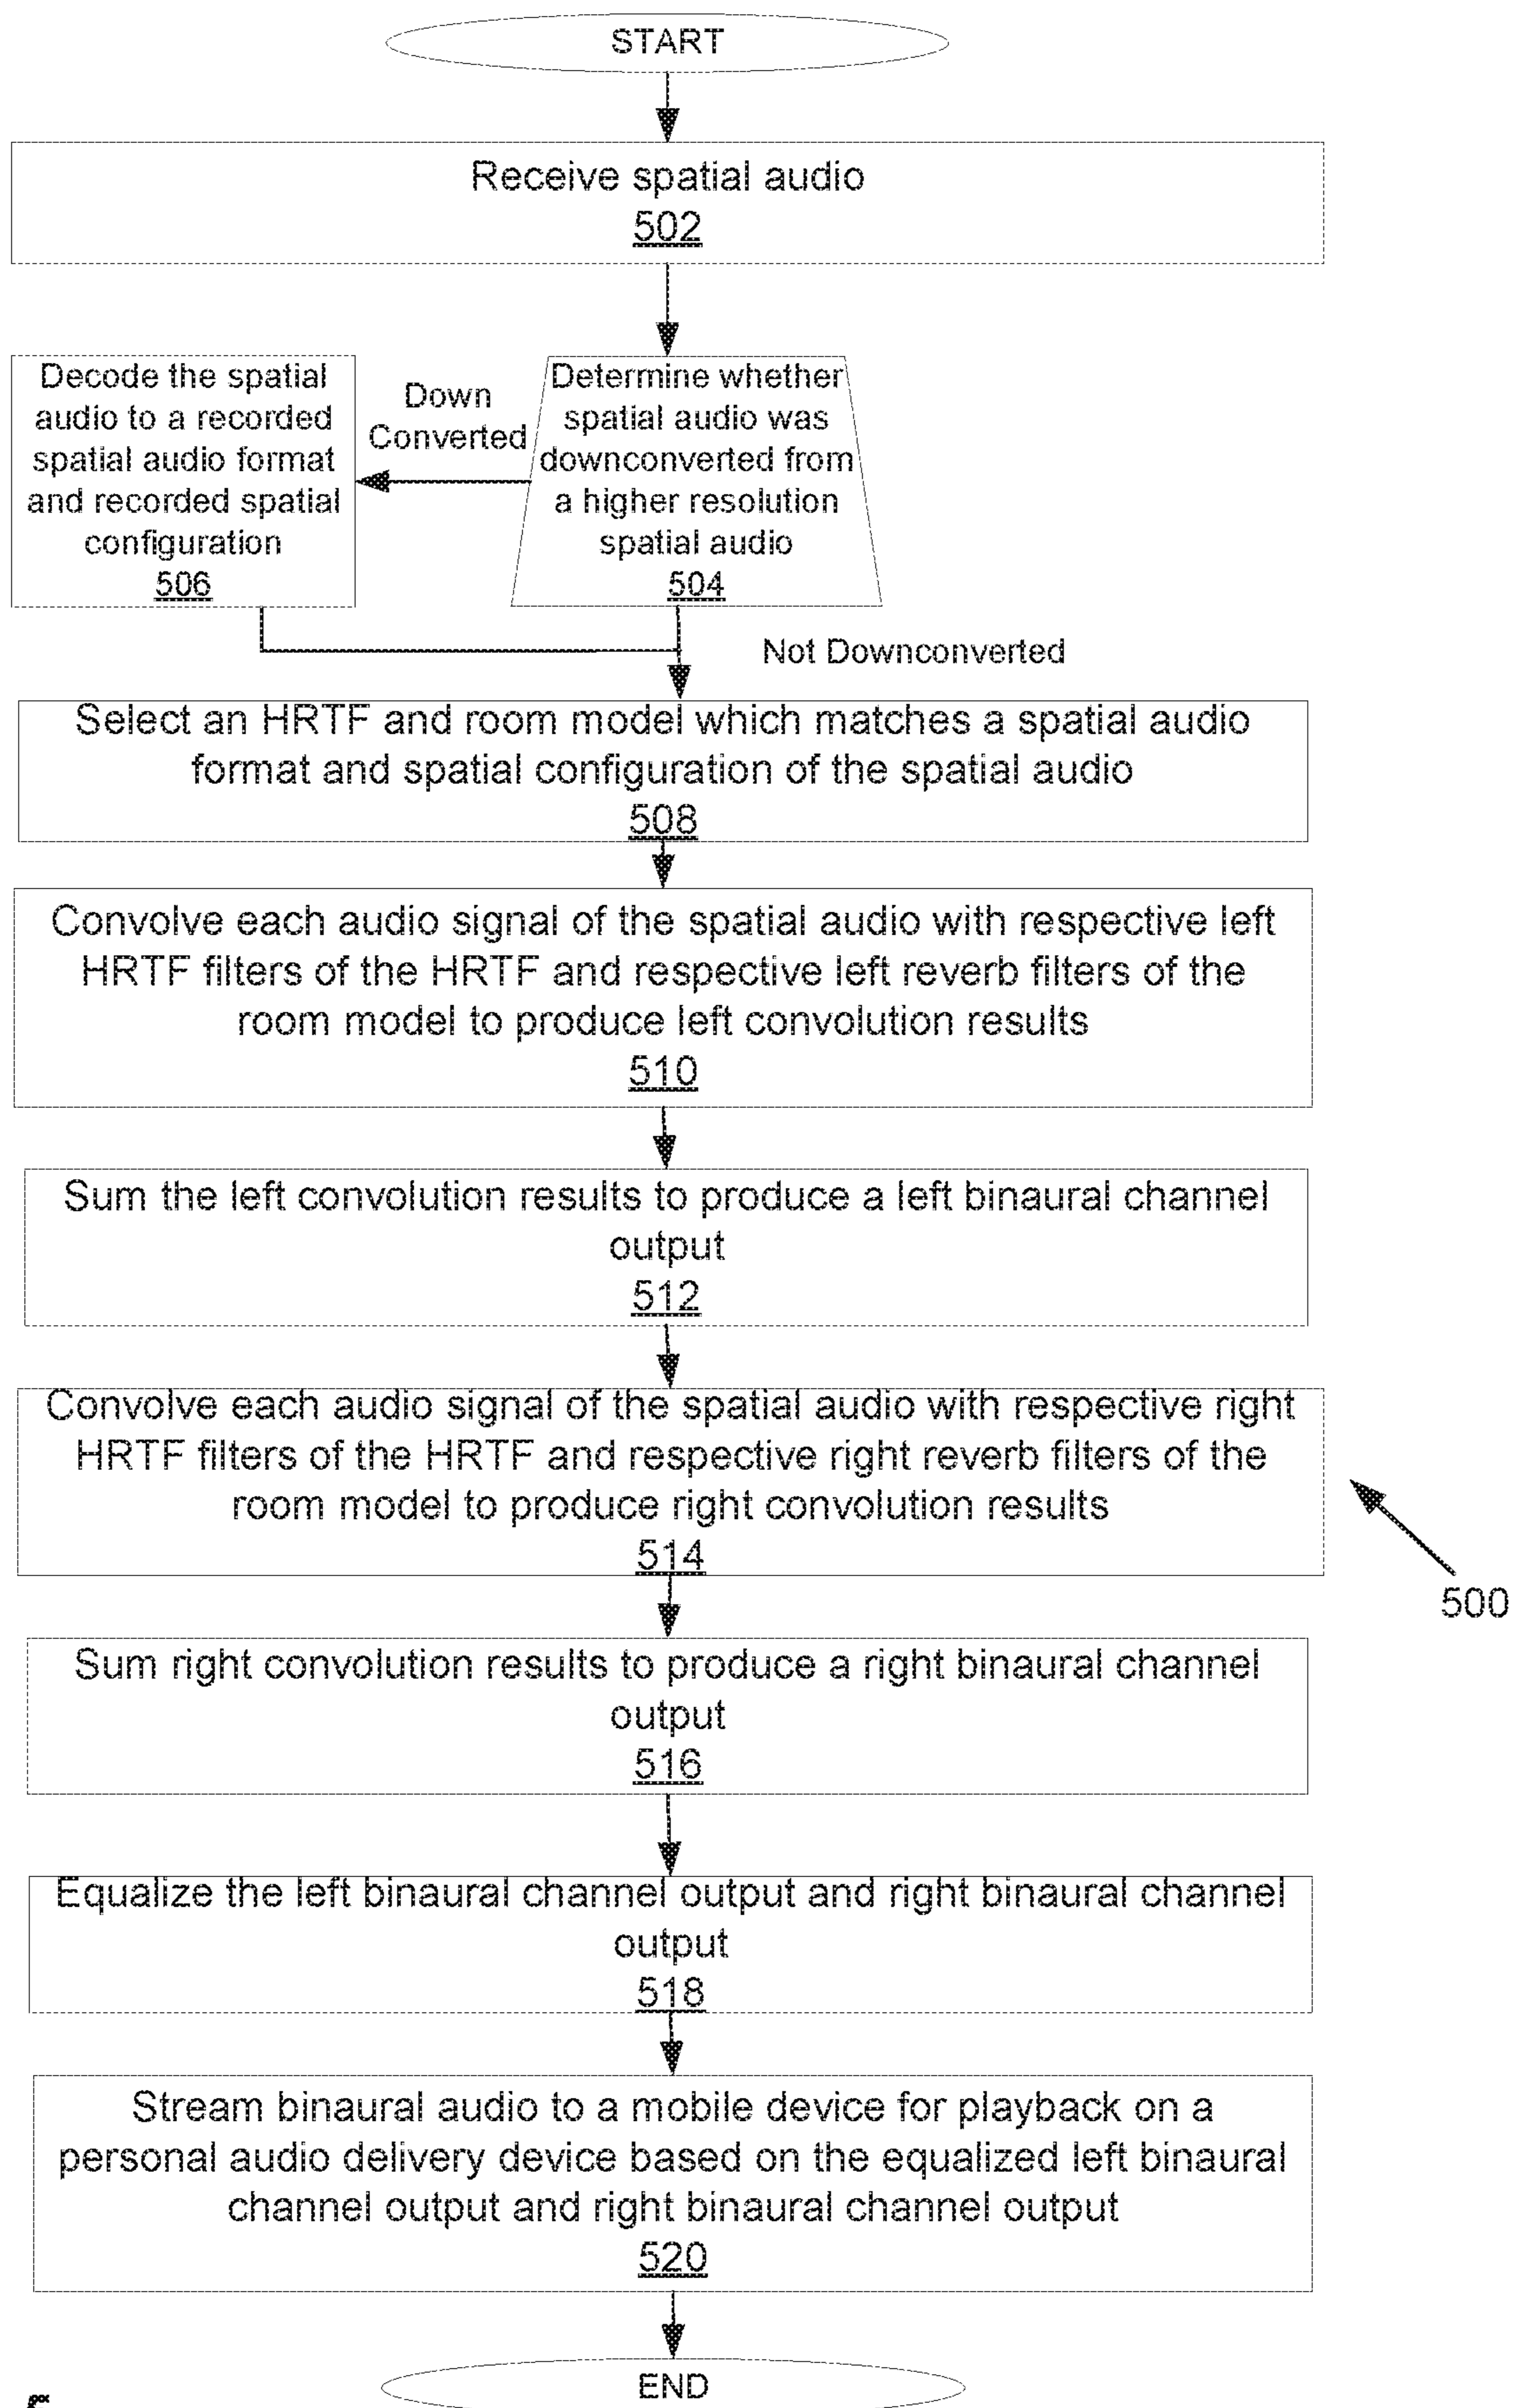 START
Receive spatial audio
502
Decode the spatial
audio to a recorded
spatial audio format
and recorded spatial
configuration
506
Down
Converted
Determine whether
spatial audio was
downconverted from
a higher resolution
spatial audio
504
Not Downconverted
Select an HRTF and room model which matches a spatial audio
format and spatial configuration of the spatial audio
508
Convolve each audio signal of the spatial audio with respective left
HRTF filters of the HRTF and respective left reverb filters of the
room model to produce left convolution results
510
Sum the left convolution results to produce a left binaural channel
output
512
Convolve each audio signal of the spatial audio with respective right
HRTF filters of the HRTF and respective right reverb filters of the
room model to produce right convolution results
514
500
Sum right convolution results to produce a right binaural channel
output
516
Equalize the left binaural channel output and right binaural channel
output
518
Stream binaural audio to a mobile device for playback on a
personal audio delivery device based on the equalized left binaural
channel output and right binaural channel output
520
END